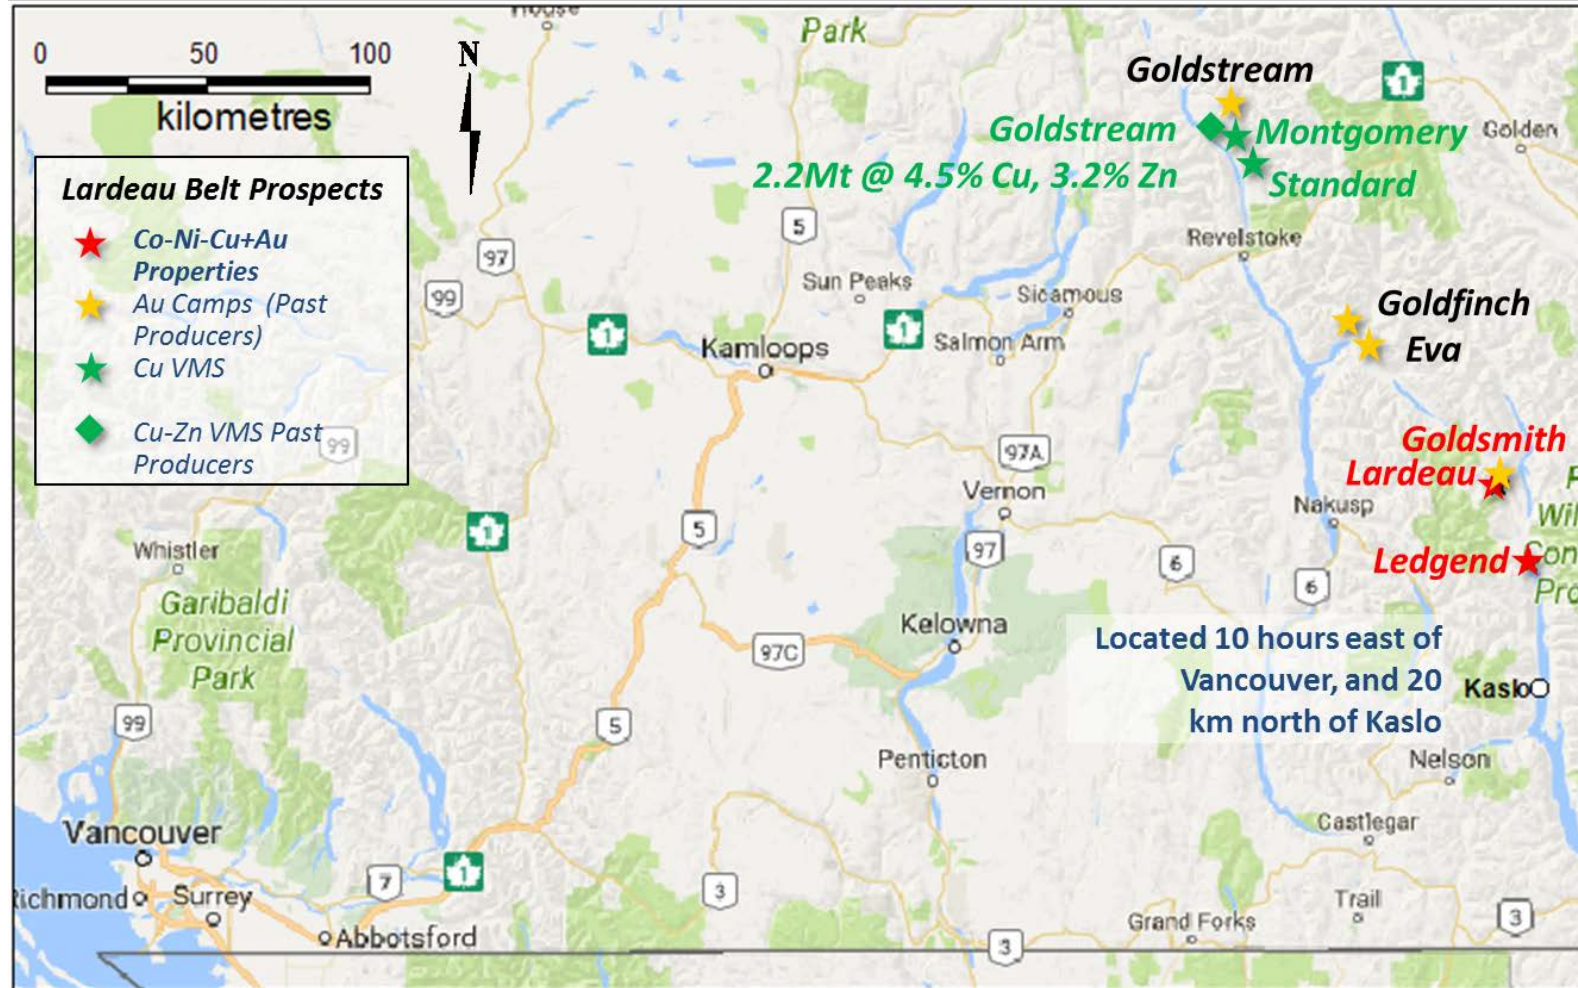 House
Park
0 50 100
kilometres
N
Lardeau Belt Prospects
Co-Ni-Cu+Au
Properties
Au Camps (Past
Producers)
Cu VMS
Cu-Zn VMS Past
Producers
Goldstream
1
Goldstream
2.2Mt @ 4.5% Cu, 3.2% Zn
Montgomery
Standard
Golden
5
97
99
Revelstoke
Sun Peaks
Sicamous
1
1
Salmon Arm
Kamloops
Goldfinch
Eva
99
97A
Goldsmith
Lardeau
Vernon
Nakusp
1
5
97
6
6
Whistler
Ledgend
Garibaldi
Provincial
Park
Kelowna
97C
Located 10 hours east of
Vancouver, and 20
km north of Kaslo
Kaslo
99
5
Penticton
Nelson
Castlegar
Vancouver
7
1
3
Richmond
Surrey
Abbotsford
Grand Forks
Trail
3
3